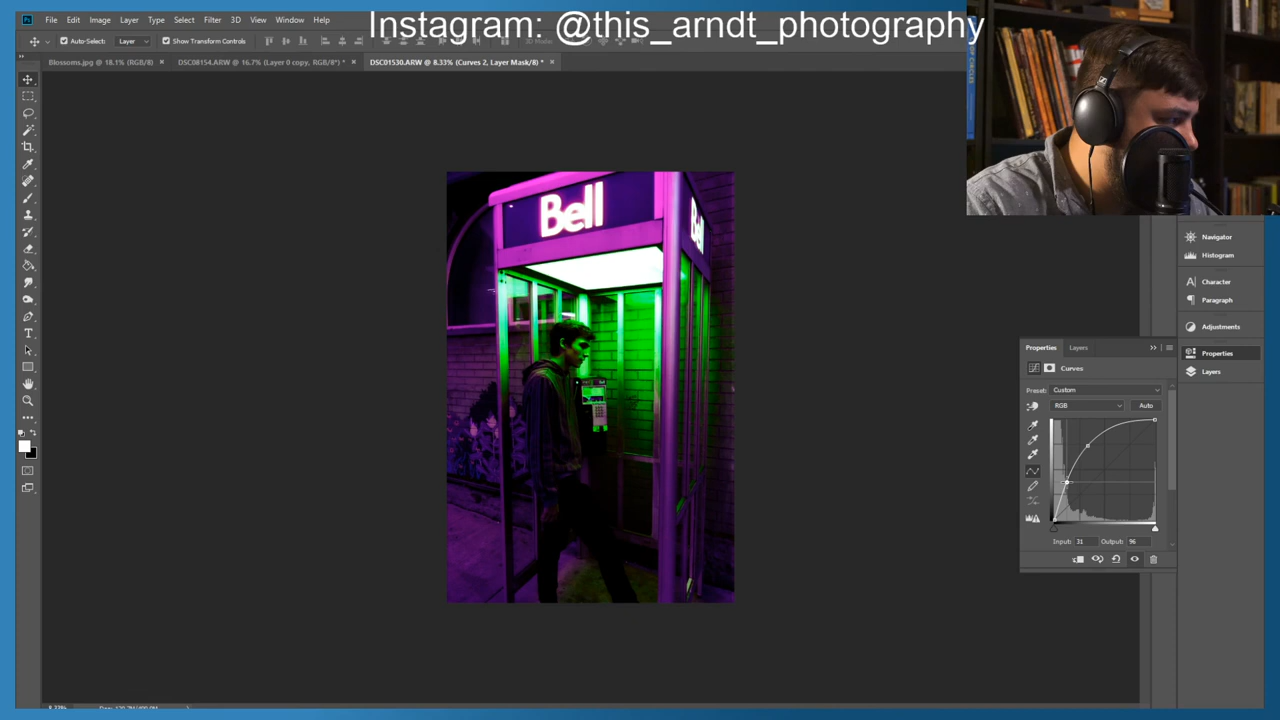 Instagram: @this_arndt_photography
File Edit Image Layer Type Select Filter 3D View Window Help
Auto-Select: Layer Show Transform Controls
Blossoms.jpg @ 18.1% (RGB/8) × DSC08154.ARW @ 16.7% (Layer 0 copy, RGB/8*) * × DSC01530.ARW @ 8.33% (Curves 2, Layer Mask/8) * ×
Bell
Bell
Navigator
Histogram
Character
Paragraph
Adjustments
Properties
Layers
Properties Layers
Curves
Preset: Custom
RGB Auto
Input: 31 Output: 96